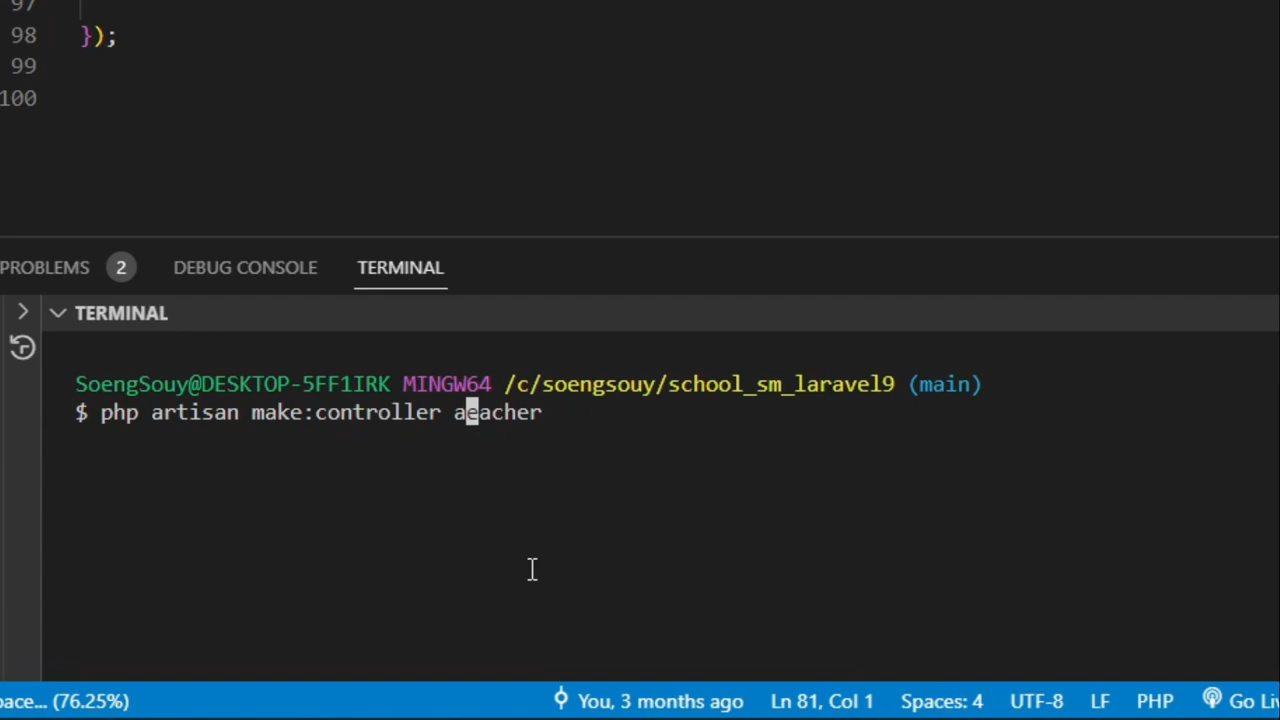 97
98 });
99
100
PROBLEMS 2 DEBUG CONSOLE TERMINAL
TERMINAL
SoengSouy@DESKTOP-5FF1IRK MINGW64 /c/soengsouy/school_sm_laravel9 (main)
$ php artisan make:controller aeacher
pace... (76.25%) You, 3 months ago Ln 81, Col 1 Spaces: 4 UTF-8 LF PHP Go Liv